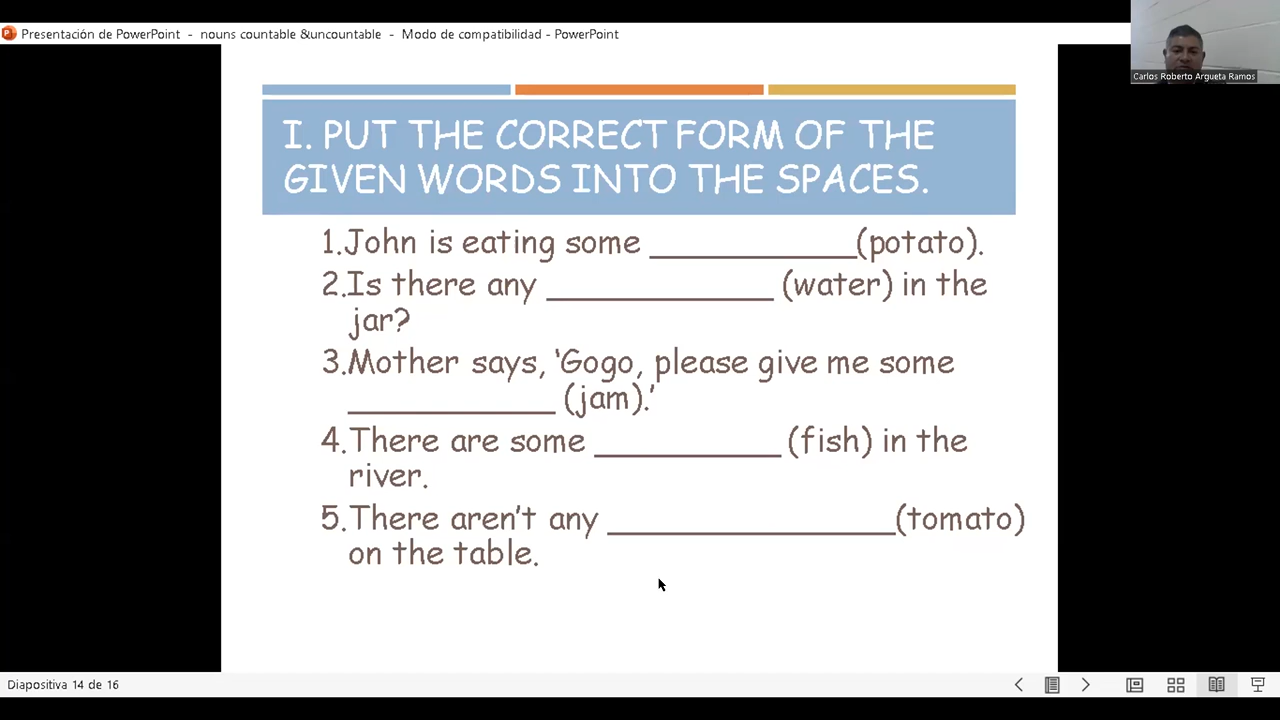 Presentación de PowerPoint - nouns countable &uncountable - Modo de compatibilidad - PowerPoint
Carlos Roberto Argueta Ramos
I. PUT THE CORRECT FORM OF THE
GIVEN WORDS INTO THE SPACES.
1.John is eating some ____________(potato).
2.Is there any _____________ (water) in the
jar?
3.Mother says, ‘Gogo, please give me some
____________ (jam).’
4.There are some ___________ (fish) in the
river.
5.There aren’t any _________________(tomato)
on the table.
Diapositiva 14 de 16